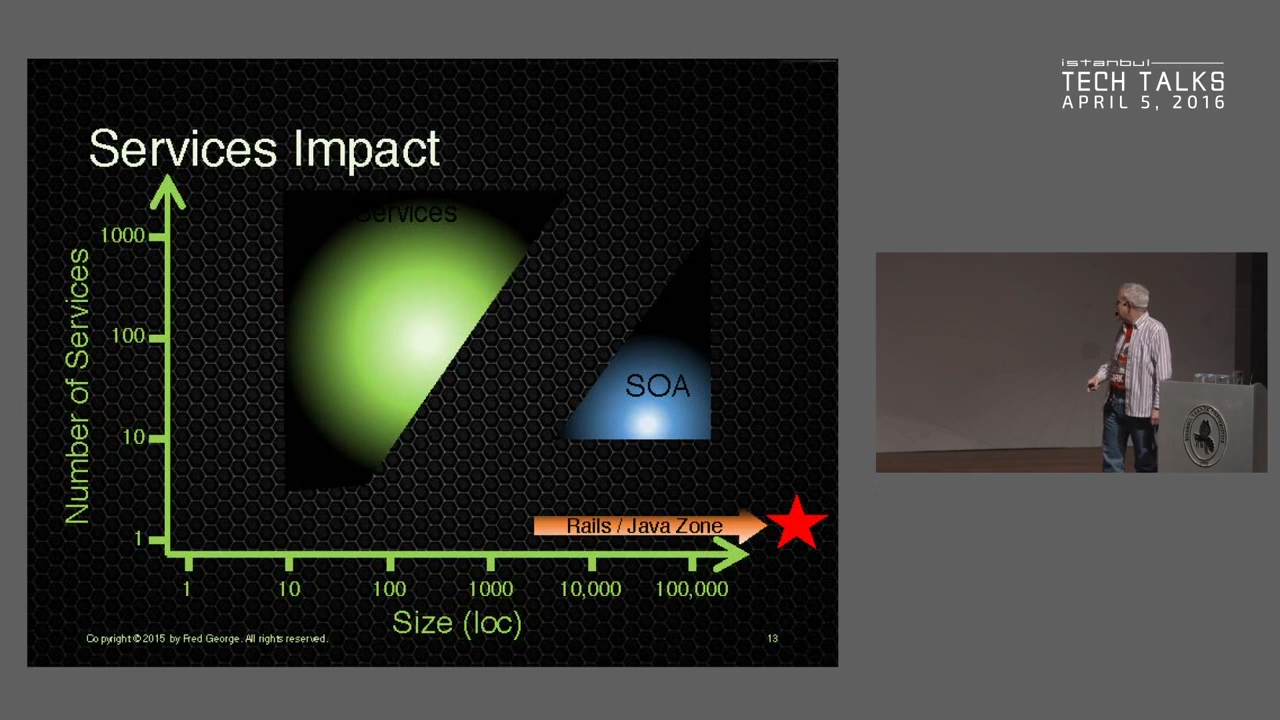 istanbul
TECH TALKS
APRIL 5, 2016
Services Impact
Services
1000
100
10
1
Number of Services
SOA
Rails / Java Zone
1
10
100
1000
10,000
100,000
Size (loc)
Copyright © 2015 by Fred George. All rights reserved.
13